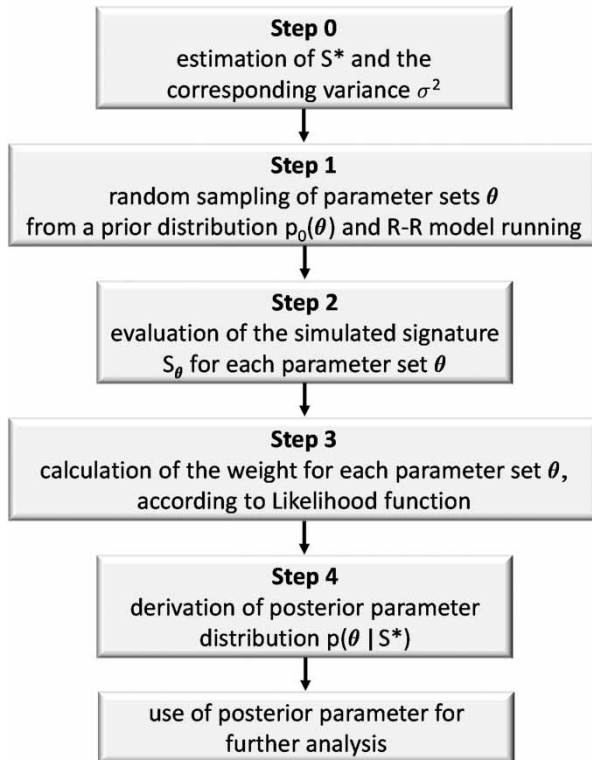 Step 0
estimation of S* and the
corresponding variance σ²
Step 1
random sampling of parameter sets θ
from a prior distribution p₀(θ) and R-R model running
Step 2
evaluation of the simulated signature
S_θ for each parameter set θ
Step 3
calculation of the weight for each parameter set θ,
according to Likelihood function
Step 4
derivation of posterior parameter
distribution p(θ | S*)
use of posterior parameter for
further analysis